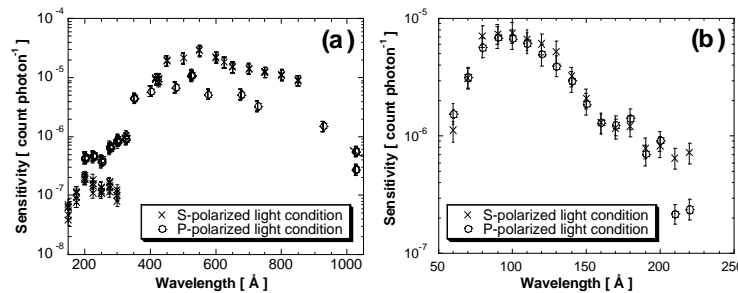 (a)
Sensitivity [ count photon⁻¹ ]
10⁻⁴
10⁻⁵
10⁻⁶
10⁻⁷
10⁻⁸
S-polarized light condition
P-polarized light condition
200 400 600 800 1000
Wavelength [ Å ]
(b)
Sensitivity [ count photon⁻¹ ]
10⁻⁵
10⁻⁶
10⁻⁷
S-polarized light condition
P-polarized light condition
50 100 150 200 250
Wavelength [ Å ]